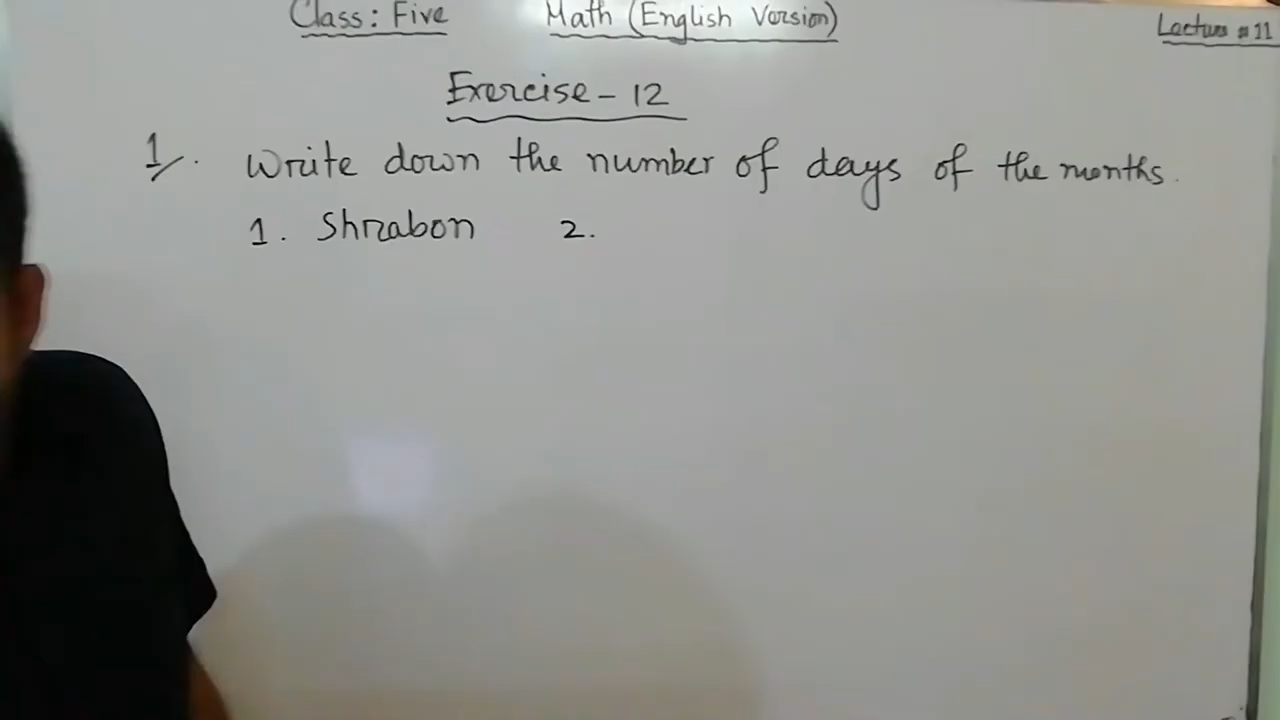 Class : Five Math (English Version) Lecture # 11
Exercise - 12
1. Write down the number of days of the months.
1. Shrabon 2.